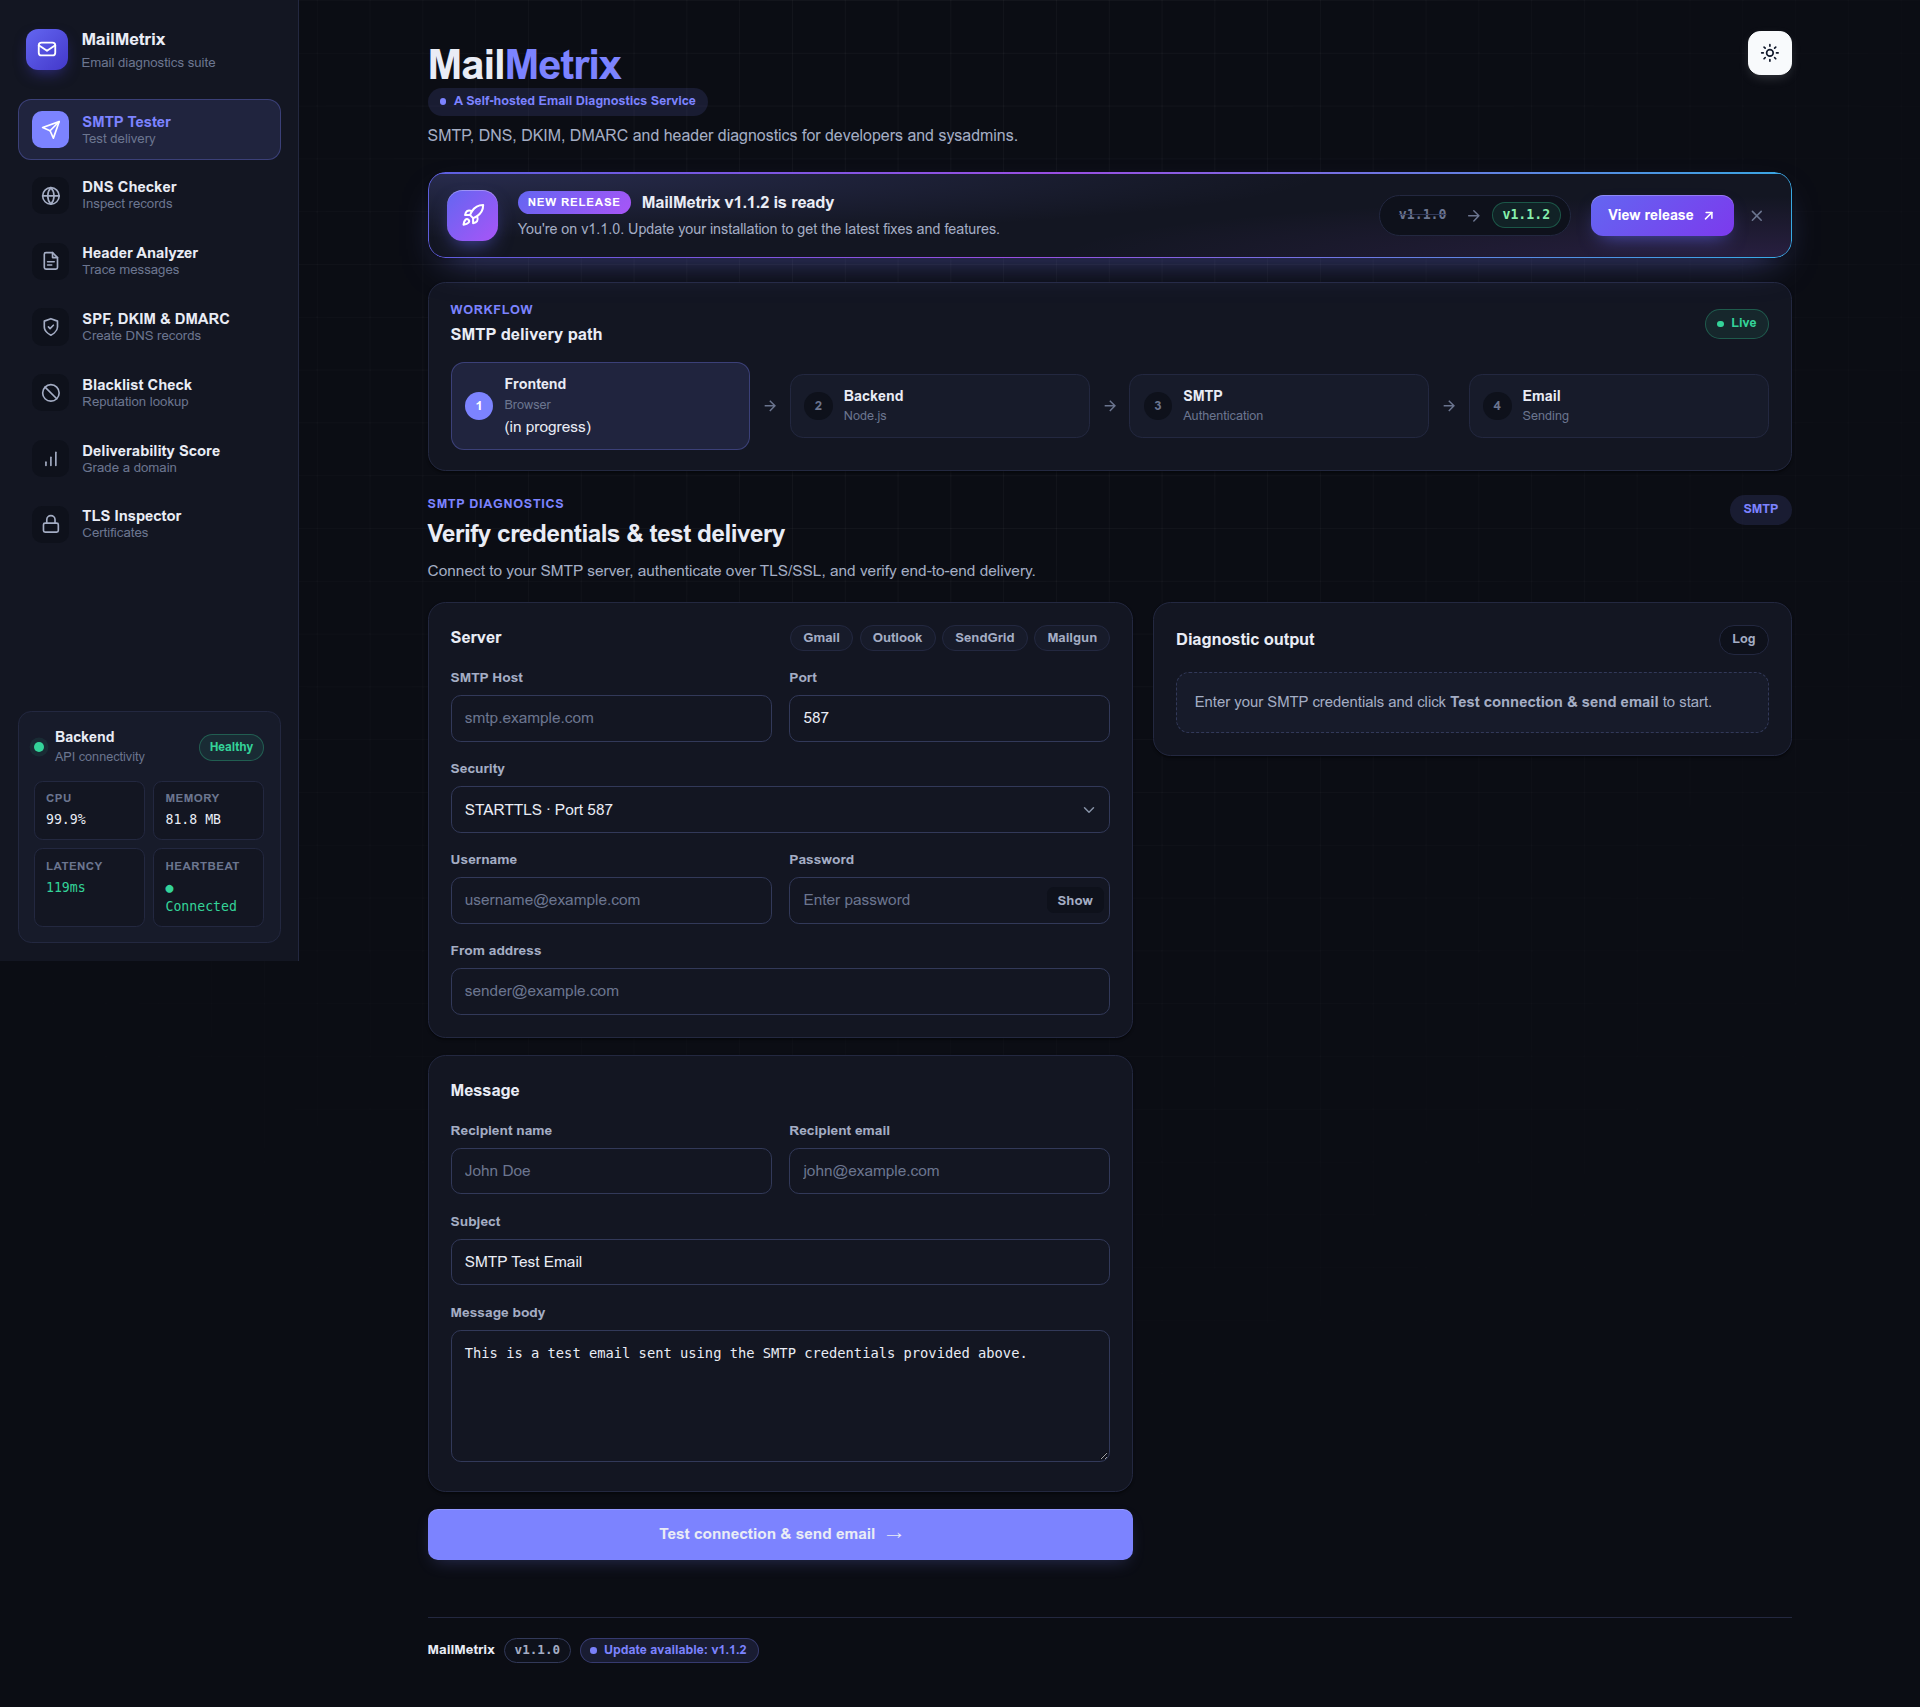 MailMetrix
Email diagnostics suite
SMTP Tester
Test delivery
DNS Checker
Inspect records
Header Analyzer
Trace messages
SPF, DKIM & DMARC
Create DNS records
Blacklist Check
Reputation lookup
Deliverability Score
Grade a domain
TLS Inspector
Certificates
Backend
API connectivity
Healthy
CPU
99.9%
MEMORY
81.8 MB
LATENCY
119ms
HEARTBEAT
●
Connected
MailMetrix
A Self-hosted Email Diagnostics Service
SMTP, DNS, DKIM, DMARC and header diagnostics for developers and sysadmins.
NEW RELEASE MailMetrix v1.1.2 is ready
You're on v1.1.0. Update your installation to get the latest fixes and features.
v1.1.0 → v1.1.2
View release
WORKFLOW
SMTP delivery path
Live
1
Frontend
Browser
(in progress)
2
Backend
Node.js
3
SMTP
Authentication
4
Email
Sending
SMTP DIAGNOSTICS
SMTP
Verify credentials & test delivery
Connect to your SMTP server, authenticate over TLS/SSL, and verify end-to-end delivery.
Server
Gmail Outlook SendGrid Mailgun
SMTP Host
smtp.example.com
Port
587
Security
STARTTLS · Port 587
Username
username@example.com
Password
Enter password
Show
From address
sender@example.com
Diagnostic output
Log
Enter your SMTP credentials and click Test connection & send email to start.
Message
Recipient name
John Doe
Recipient email
john@example.com
Subject
SMTP Test Email
Message body
This is a test email sent using the SMTP credentials provided above.
Test connection & send email →
MailMetrix v1.1.0 Update available: v1.1.2